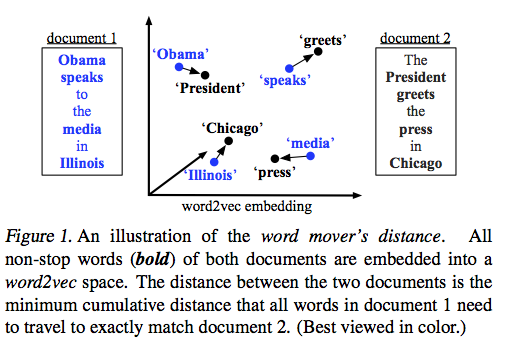 document 1
Obama
speaks
to
the
media
in
Illinois
'Obama'
'President'
'greets'
'speaks'
'Chicago'
'Illinois'
'media'
'press'
word2vec embedding
document 2
The
President
greets
the
press
in
Chicago
Figure 1. An illustration of the word mover's distance. All
non-stop words (bold) of both documents are embedded into a
word2vec space. The distance between the two documents is the
minimum cumulative distance that all words in document 1 need
to travel to exactly match document 2. (Best viewed in color.)